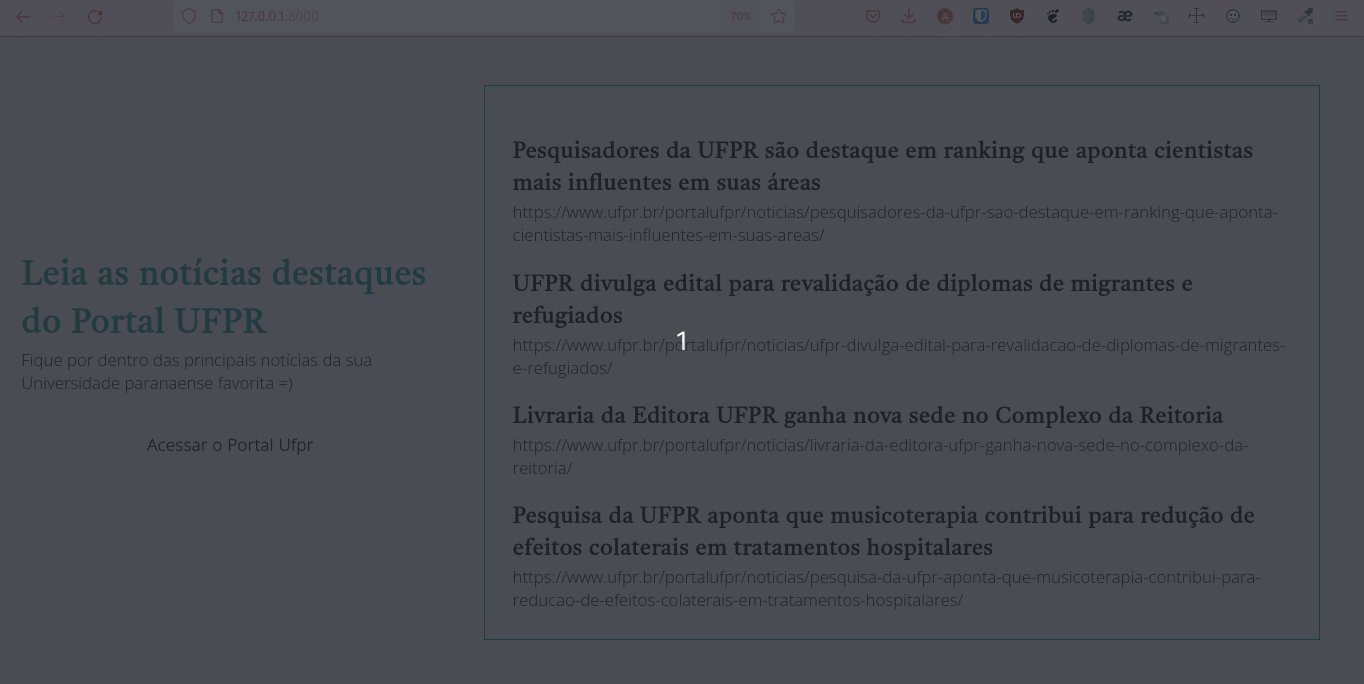 127.0.0.1:8000
70%
Leia as notícias destaques
do Portal UFPR
Fique por dentro das principais notícias da sua
Universidade paranaense favorita =)
Acessar o Portal Ufpr
Pesquisadores da UFPR são destaque em ranking que aponta cientistas
mais influentes em suas áreas
https://www.ufpr.br/portalufpr/noticias/pesquisadores-da-ufpr-sao-destaque-em-ranking-que-aponta-
cientistas-mais-influentes-em-suas-areas/
UFPR divulga edital para revalidação de diplomas de migrantes e
refugiados
https://www.ufpr.br/portalufpr/noticias/ufpr-divulga-edital-para-revalidacao-de-diplomas-de-migrantes-
e-refugiados/
1
Livraria da Editora UFPR ganha nova sede no Complexo da Reitoria
https://www.ufpr.br/portalufpr/noticias/livraria-da-editora-ufpr-ganha-nova-sede-no-complexo-da-
reitoria/
Pesquisa da UFPR aponta que musicoterapia contribui para redução de
efeitos colaterais em tratamentos hospitalares
https://www.ufpr.br/portalufpr/noticias/pesquisa-da-ufpr-aponta-que-musicoterapia-contribui-para-
reducao-de-efeitos-colaterais-em-tratamentos-hospitalares/